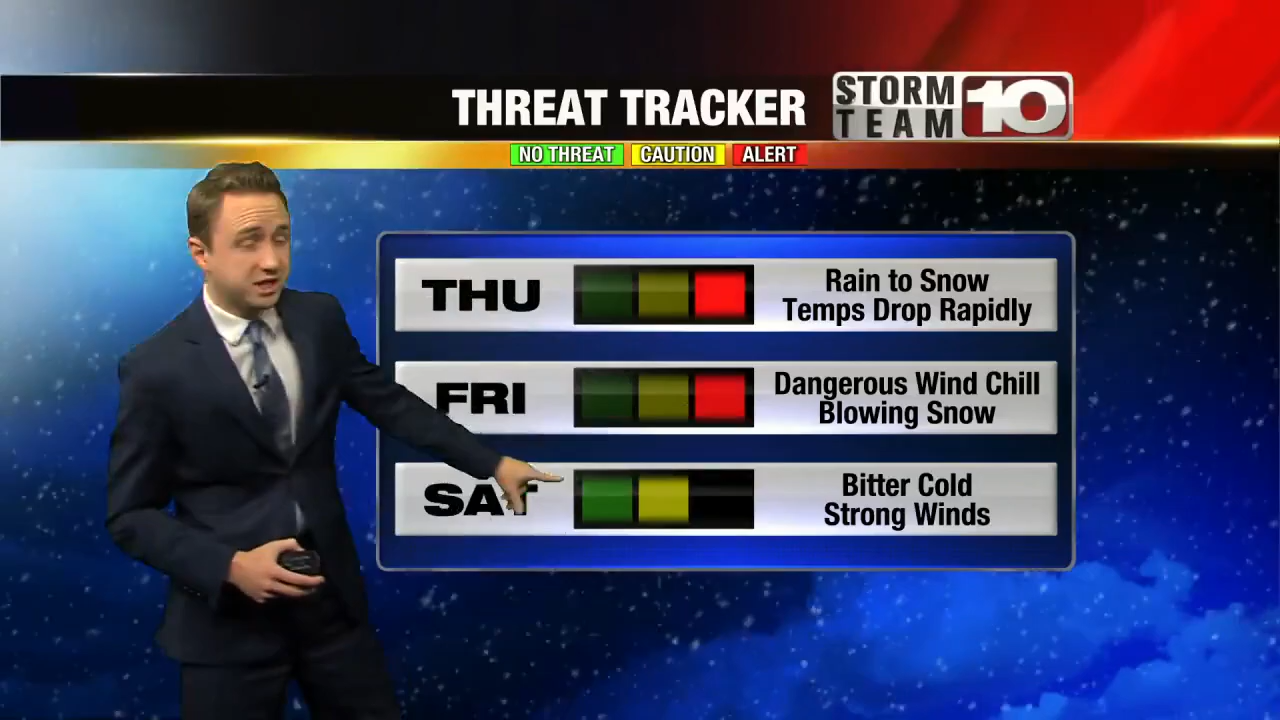 THREAT TRACKER
STORM
TEAM
10
NO THREAT CAUTION ALERT
THU
Rain to Snow
Temps Drop Rapidly
FRI
Dangerous Wind Chill
Blowing Snow
SAT
Bitter Cold
Strong Winds